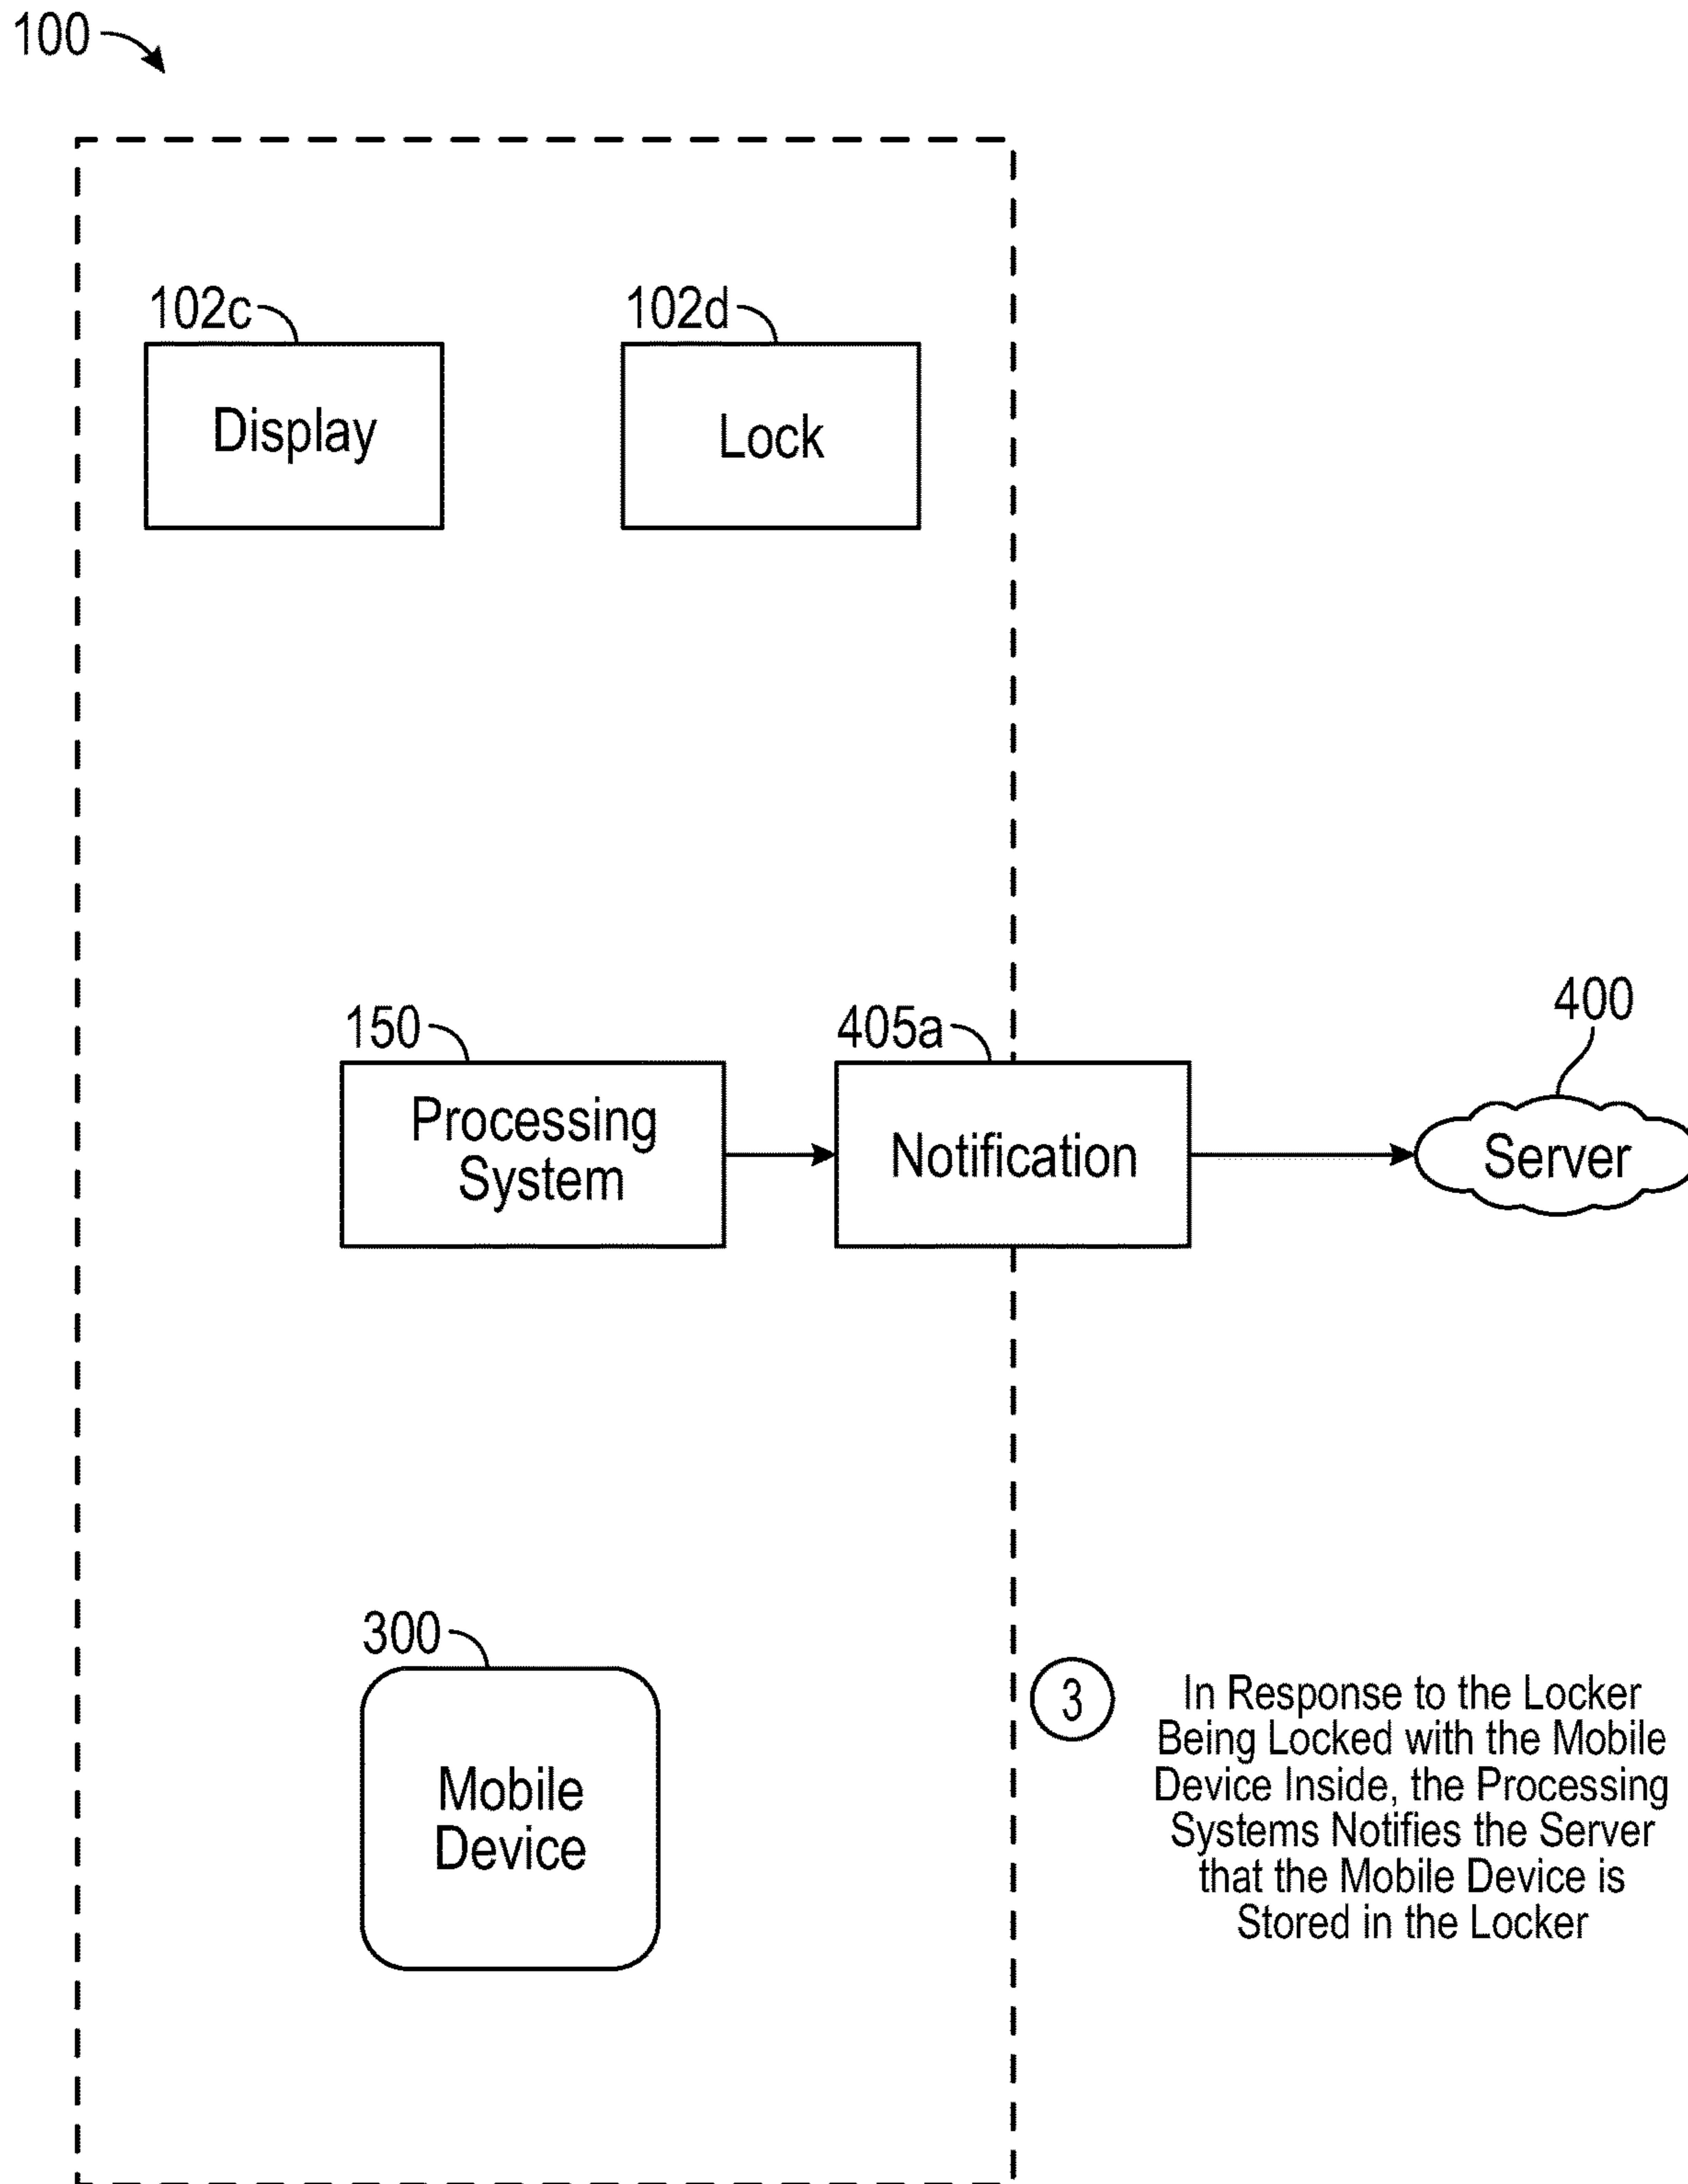 100
102c
102d
Display
Lock
150
405a
400
Processing
System
Notification
Server
300
Mobile
Device
3
In Response to the Locker
Being Locked with the Mobile
Device Inside, the Processing
Systems Notifies the Server
that the Mobile Device is
Stored in the Locker